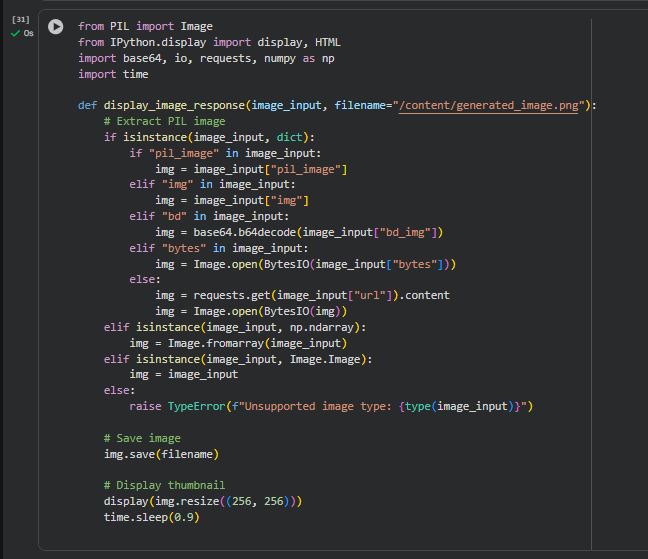 [31]
0s
from PIL import Image
from IPython.display import display, HTML
import base64, io, requests, numpy as np
import time

def display_image_response(image_input, filename="/content/generated_image.png"):
    # Extract PIL image
    if isinstance(image_input, dict):
        if "pil_image" in image_input:
            img = image_input["pil_image"]
        elif "img" in image_input:
            img = image_input["img"]
        elif "bd" in image_input:
            img = base64.b64decode(image_input["bd_img"])
        elif "bytes" in image_input:
            img = Image.open(BytesIO(image_input["bytes"]))
        else:
            img = requests.get(image_input["url"]).content
            img = Image.open(BytesIO(img))
    elif isinstance(image_input, np.ndarray):
        img = Image.fromarray(image_input)
    elif isinstance(image_input, Image.Image):
        img = image_input
    else:
        raise TypeError(f"Unsupported image type: {type(image_input)}")

    # Save image
    img.save(filename)

    # Display thumbnail
    display(img.resize((256, 256)))
    time.sleep(0.9)